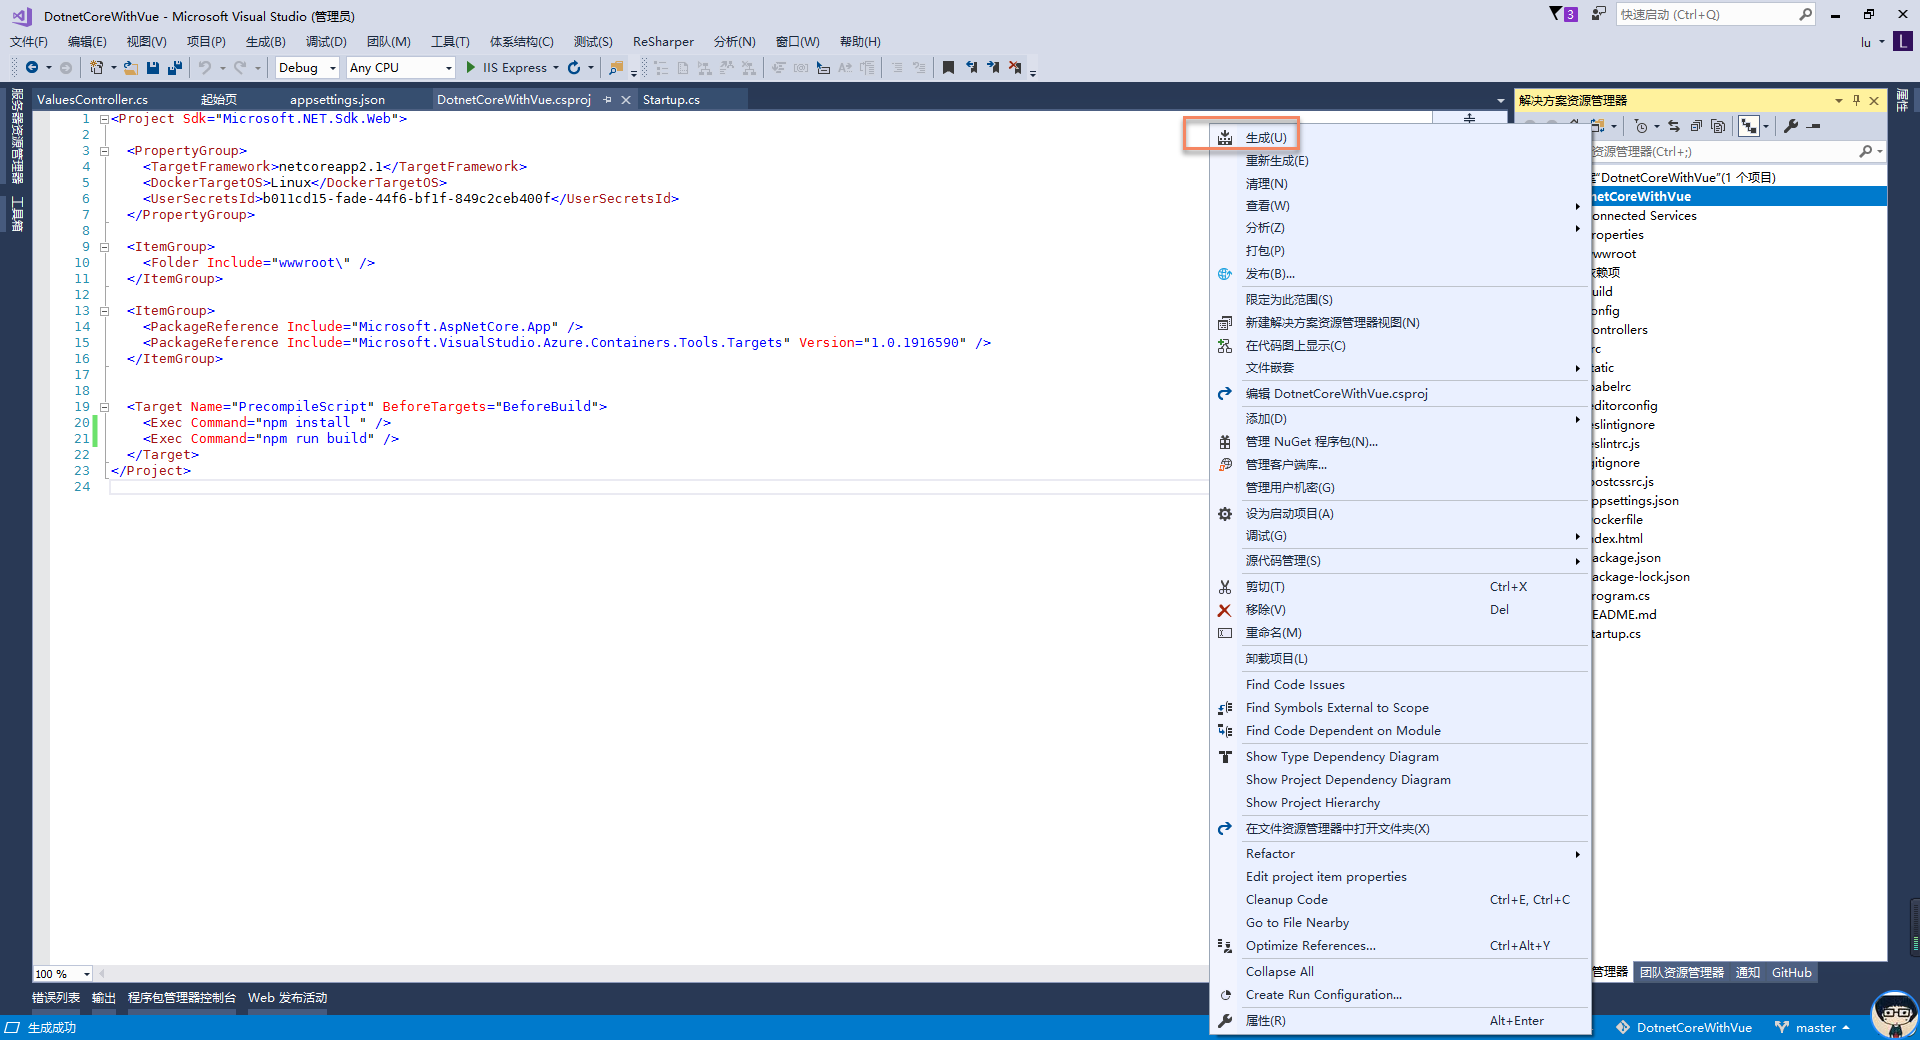 DotnetCoreWithVue - Microsoft Visual Studio (管理员)
3
快速启动 (Ctrl+Q)
文件(F) 编辑(E) 视图(V) 项目(P) 生成(B) 调试(D) 团队(M) 工具(T) 体系结构(C) 测试(S) ReSharper 分析(N) 窗口(W) 帮助(H)
lu L
Debug Any CPU IIS Express
服务器资源管理器
工具箱
ValuesController.cs 起始页 appsettings.json DotnetCoreWithVue.csproj Startup.cs
1 <Project Sdk="Microsoft.NET.Sdk.Web">
2
3 <PropertyGroup>
4 <TargetFramework>netcoreapp2.1</TargetFramework>
5 <DockerTargetOS>Linux</DockerTargetOS>
6 <UserSecretsId>b011cd15-fade-44f6-bf1f-849c2ceb400f</UserSecretsId>
7 </PropertyGroup>
8
9 <ItemGroup>
10 <Folder Include="wwwroot\" />
11 </ItemGroup>
12
13 <ItemGroup>
14 <PackageReference Include="Microsoft.AspNetCore.App" />
15 <PackageReference Include="Microsoft.VisualStudio.Azure.Containers.Tools.Targets" Version="1.0.1916590" />
16 </ItemGroup>
17
18
19 <Target Name="PrecompileScript" BeforeTargets="BeforeBuild">
20 <Exec Command="npm install " />
21 <Exec Command="npm run build" />
22 </Target>
23 </Project>
24
100 %
生成(U)
重新生成(E)
清理(N)
查看(W)
分析(Z)
打包(P)
发布(B)...
限定为此范围(S)
新建解决方案资源管理器视图(N)
在代码图上显示(C)
文件嵌套
编辑 DotnetCoreWithVue.csproj
添加(D)
管理 NuGet 程序包(N)...
管理客户端库...
管理用户机密(G)
设为启动项目(A)
调试(G)
源代码管理(S)
剪切(T) Ctrl+X
移除(V) Del
重命名(M)
卸载项目(L)
Find Code Issues
Find Symbols External to Scope
Find Code Dependent on Module
Show Type Dependency Diagram
Show Project Dependency Diagram
Show Project Hierarchy
在文件资源管理器中打开文件夹(X)
Refactor
Edit project item properties
Cleanup Code Ctrl+E, Ctrl+C
Go to File Nearby
Optimize References... Ctrl+Alt+Y
Collapse All
Create Run Configuration...
属性(R) Alt+Enter
解决方案资源管理器
资源管理器(Ctrl+;)
"DotnetCoreWithVue"(1 个项目)
netCoreWithVue
onnected Services
roperties
wwroot
赖项
uild
onfig
ontrollers
rc
tatic
babelrc
editorconfig
eslintignore
eslintrc.js
gitignore
postcssrc.js
ppsettings.json
ockerfile
ndex.html
ackage.json
ackage-lock.json
rogram.cs
EADME.md
tartup.cs
管理器 团队资源管理器 通知 GitHub
属性
错误列表 输出 程序包管理器控制台 Web 发布活动
生成成功
DotnetCoreWithVue master